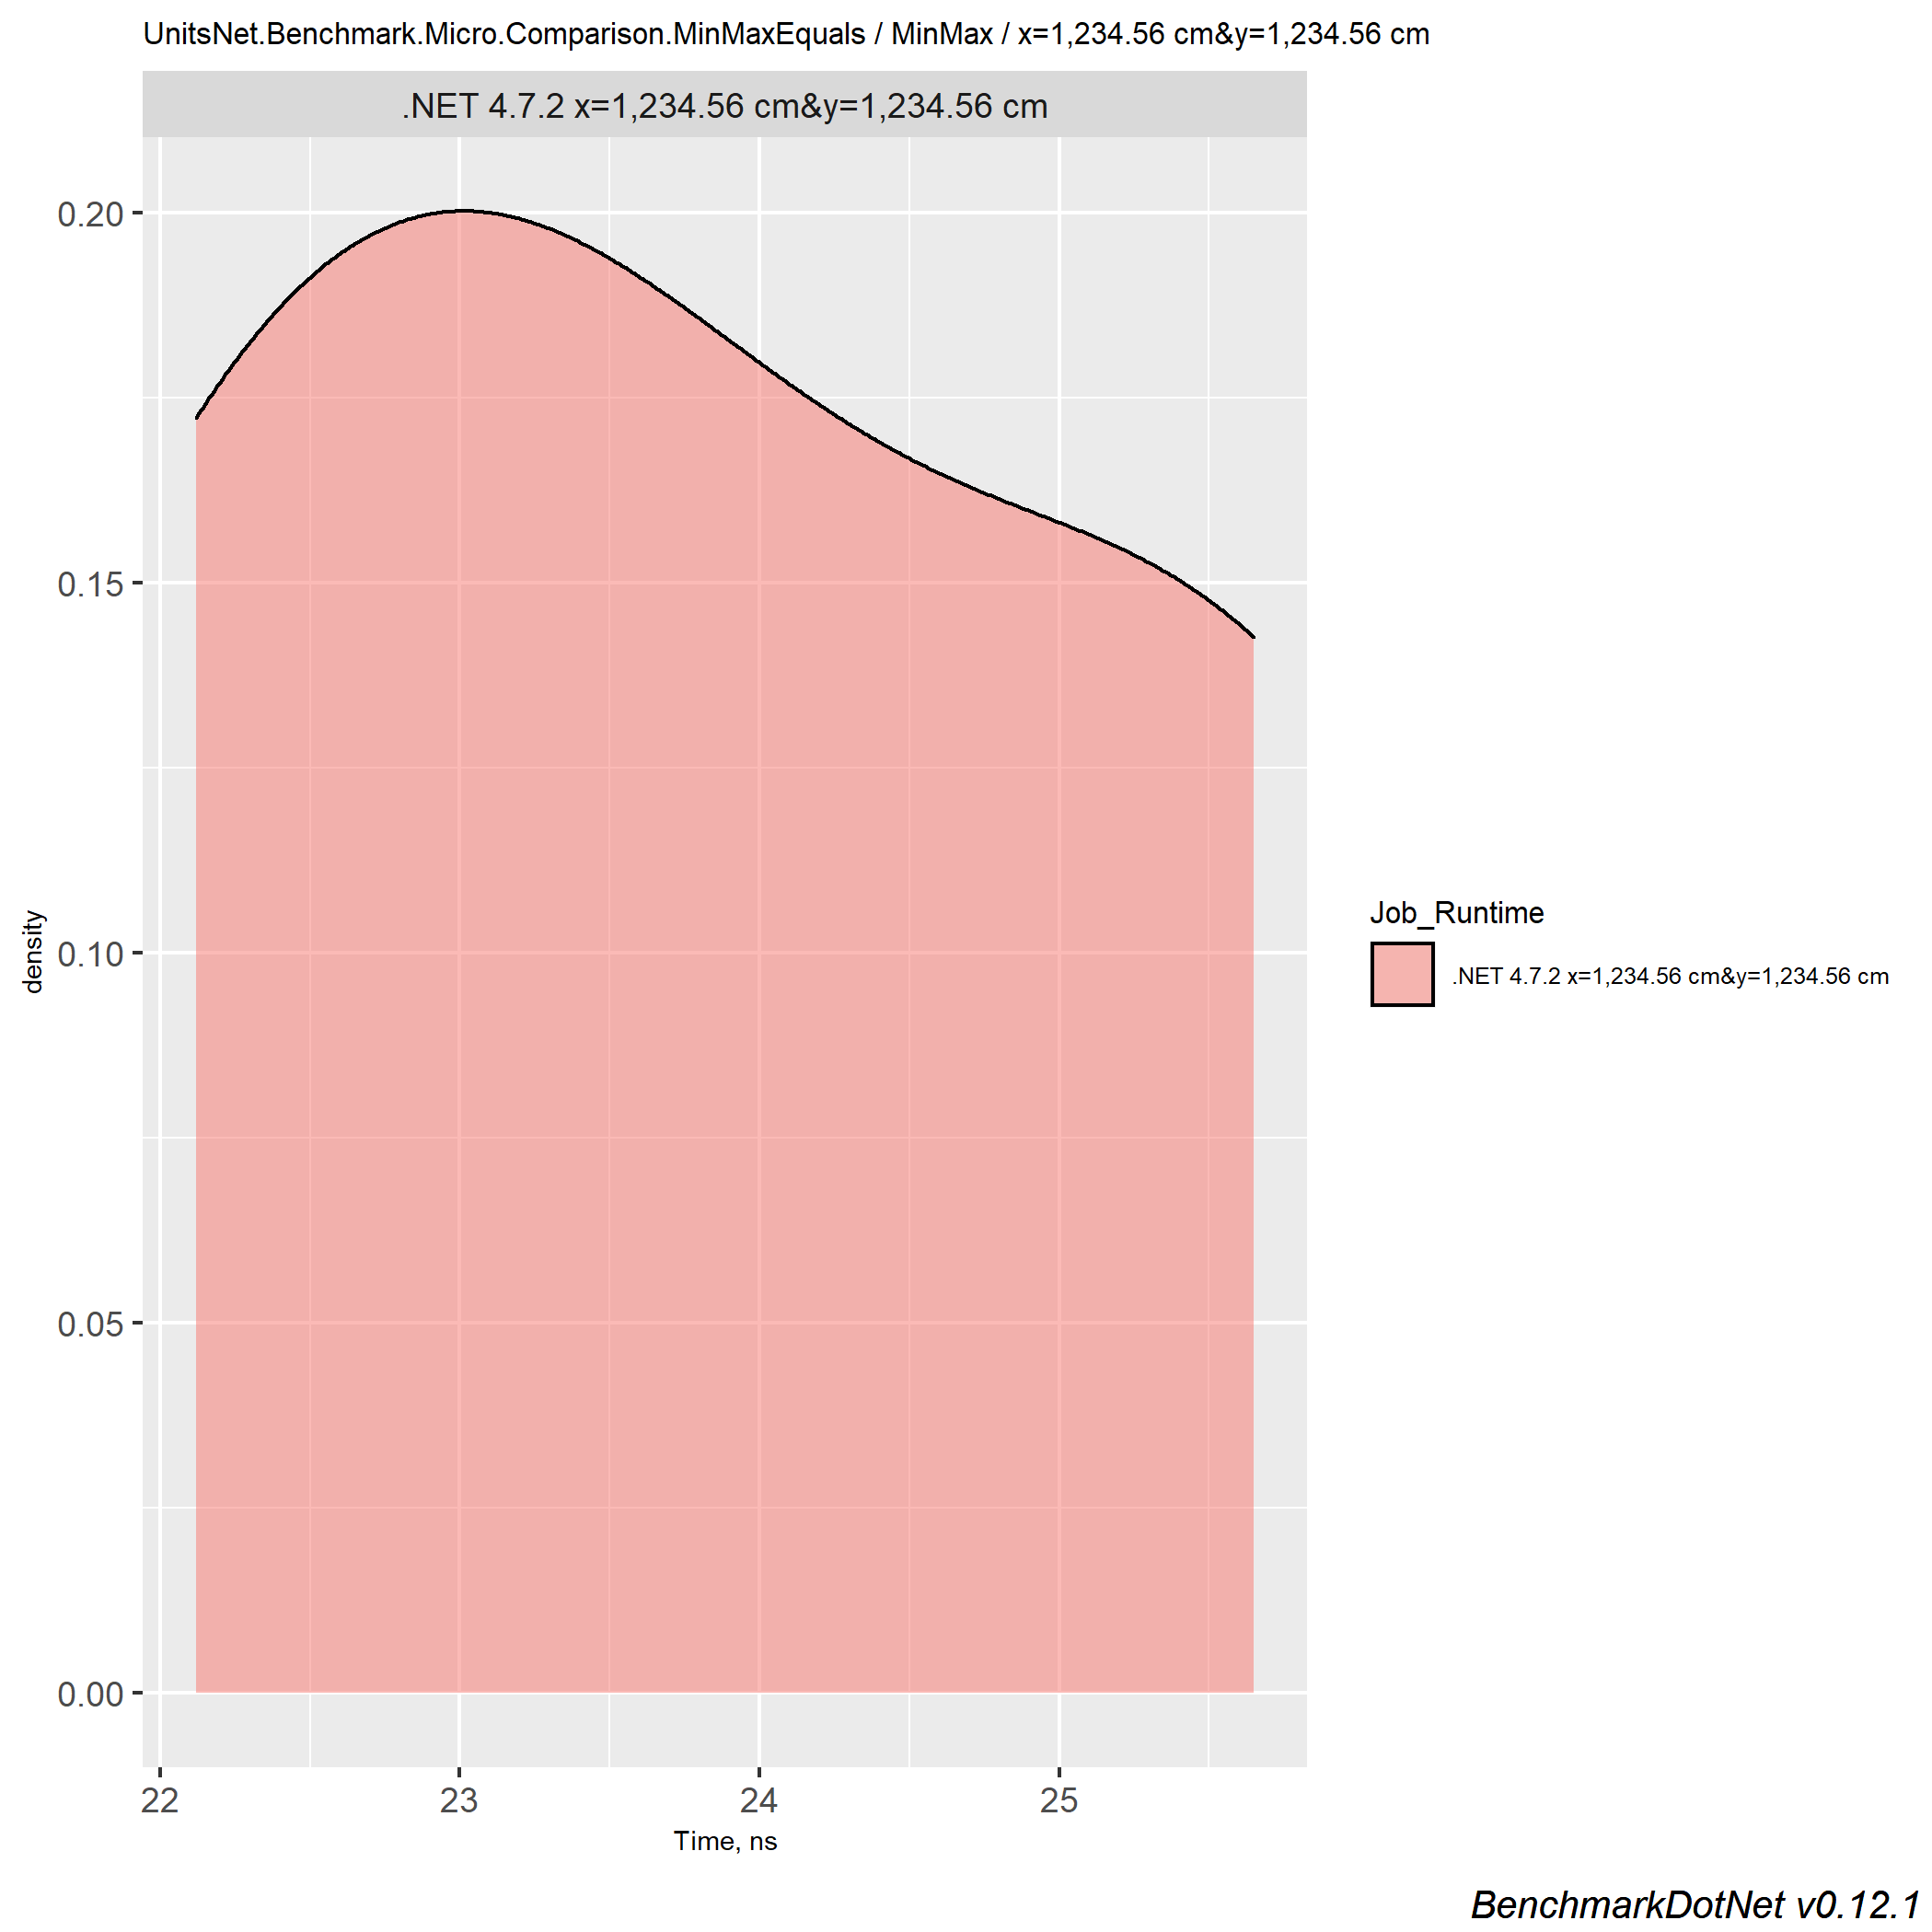 UnitsNet.Benchmark.Micro.Comparison.MinMaxEquals / MinMax / x=1,234.56 cm&y=1,234.56 cm
.NET 4.7.2 x=1,234.56 cm&y=1,234.56 cm
0.20
0.15
0.10
0.05
0.00
density
22 23 24 25
Time, ns
Job_Runtime
.NET 4.7.2 x=1,234.56 cm&y=1,234.56 cm
BenchmarkDotNet v0.12.1